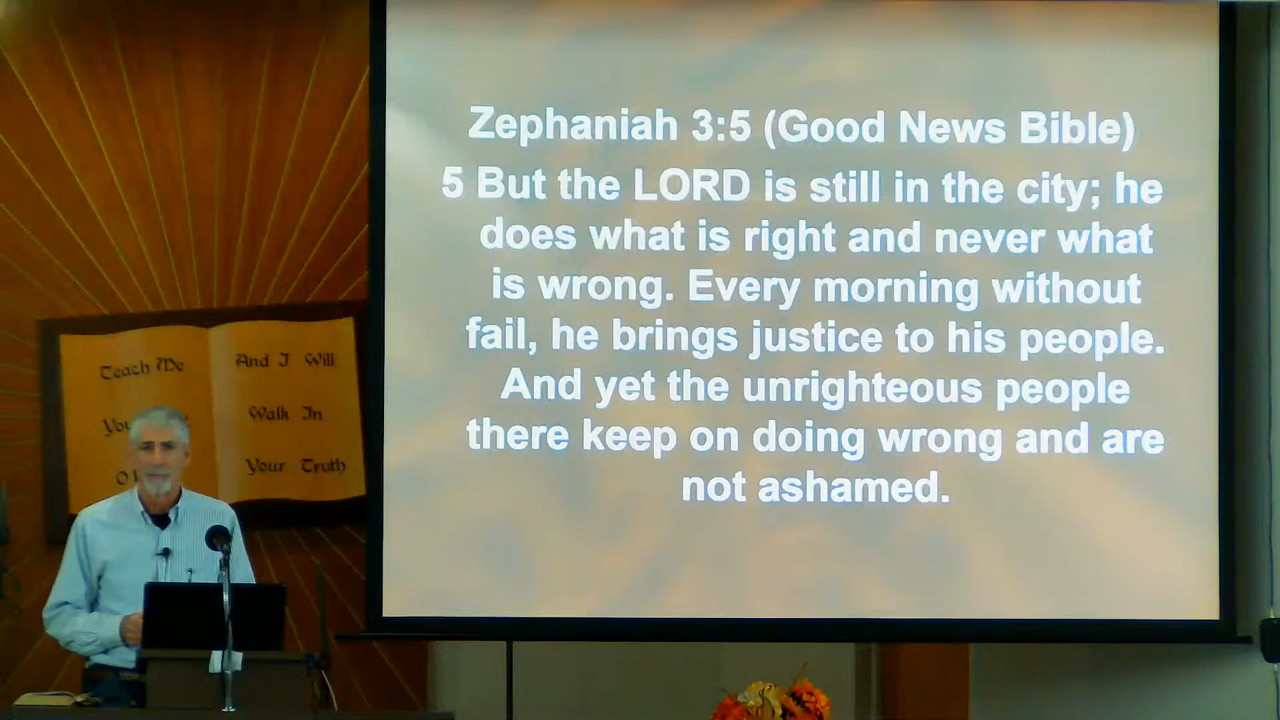 Zephaniah 3:5 (Good News Bible)
5 But the LORD is still in the city; he
does what is right and never what
is wrong. Every morning without
fail, he brings justice to his people.
And yet the unrighteous people
there keep on doing wrong and are
not ashamed.
Teach Me
And I Will
Walk In
Your Truth